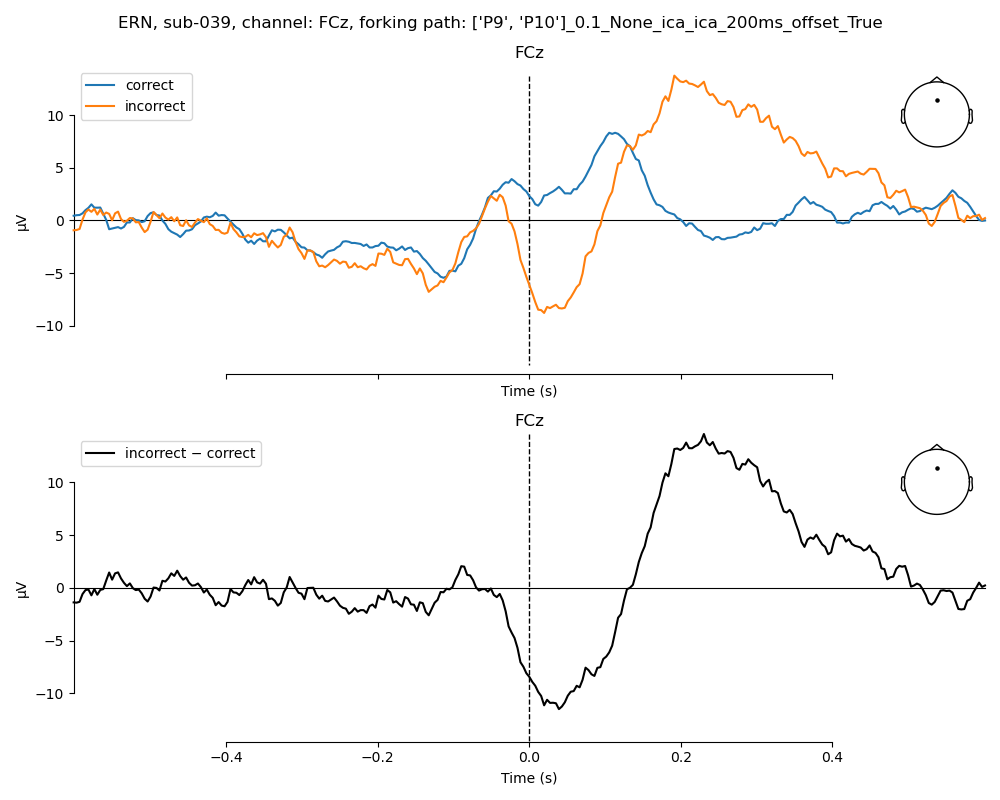 ERN, sub-039, channel: FCz, forking path: ['P9', 'P10']_0.1_None_ica_ica_200ms_offset_True
FCz
correct
incorrect
10
5
0
−5
−10
µV
Time (s)
FCz
incorrect − correct
10
5
0
−5
−10
µV
−0.4 −0.2 0.0 0.2 0.4
Time (s)